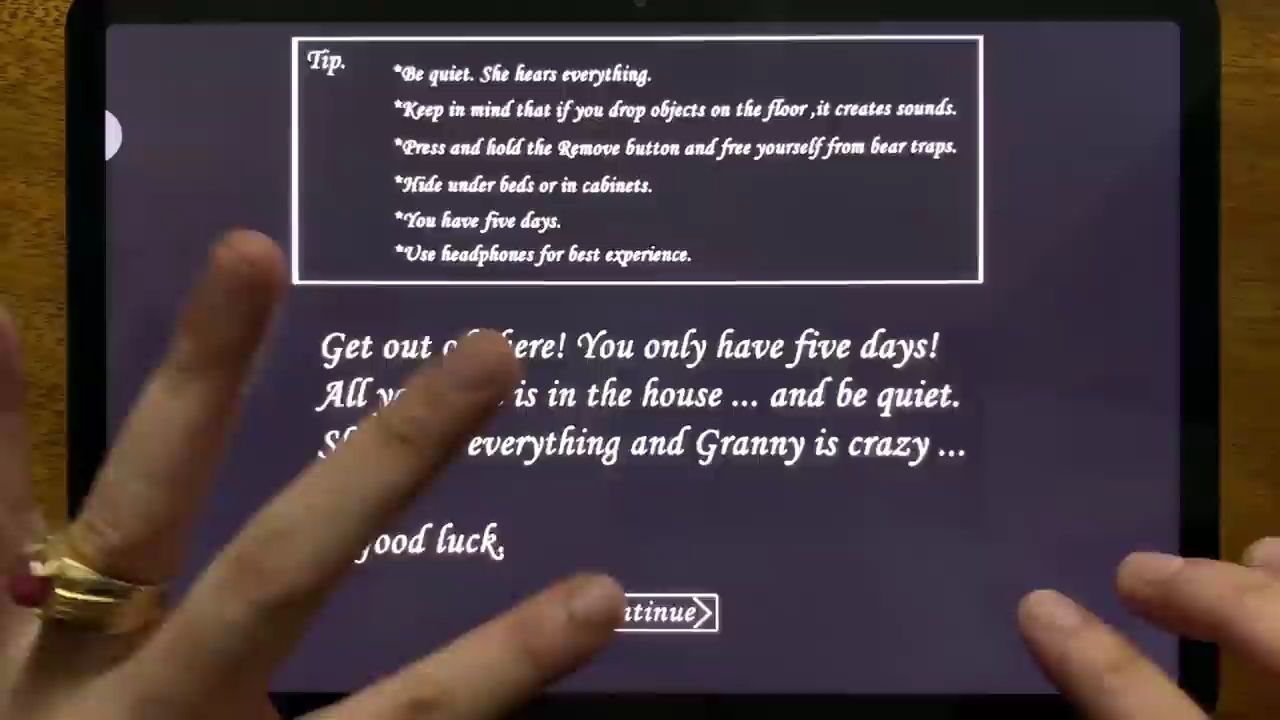 Tip.
*Be quiet. She hears everything.
*Keep in mind that if you drop objects on the floor ,it creates sounds.
*Press and hold the Remove button and free yourself from bear traps.
*Hide under beds or in cabinets.
*You have five days.
*Use headphones for best experience.
Get out here! You only have five days!
All is in the house ... and be quiet.
everything and Granny is crazy ...
good luck.